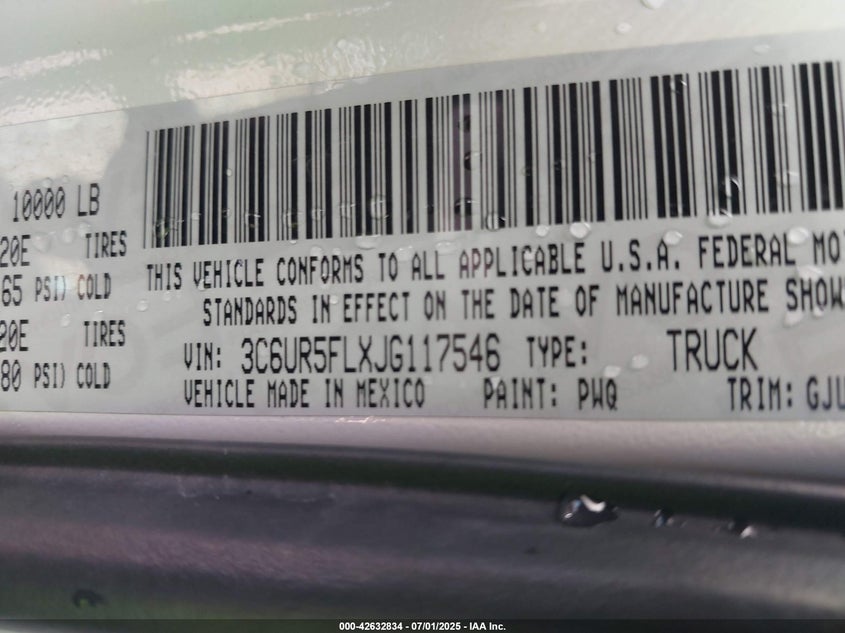 10000 LB
20E TIRES
65 PSI) COLD
20E TIRES
80 PSI) COLD
THIS VEHICLE CONFORMS TO ALL APPLICABLE U.S.A. FEDERAL MO
STANDARDS IN EFFECT ON THE DATE OF MANUFACTURE SHOW
VIN: 3C6UR5FLXJG117546 TYPE: TRUCK
VEHICLE MADE IN MEXICO PAINT: PWQ TRIM: GJU
000-42632834 - 07/01/2025 - IAA Inc.